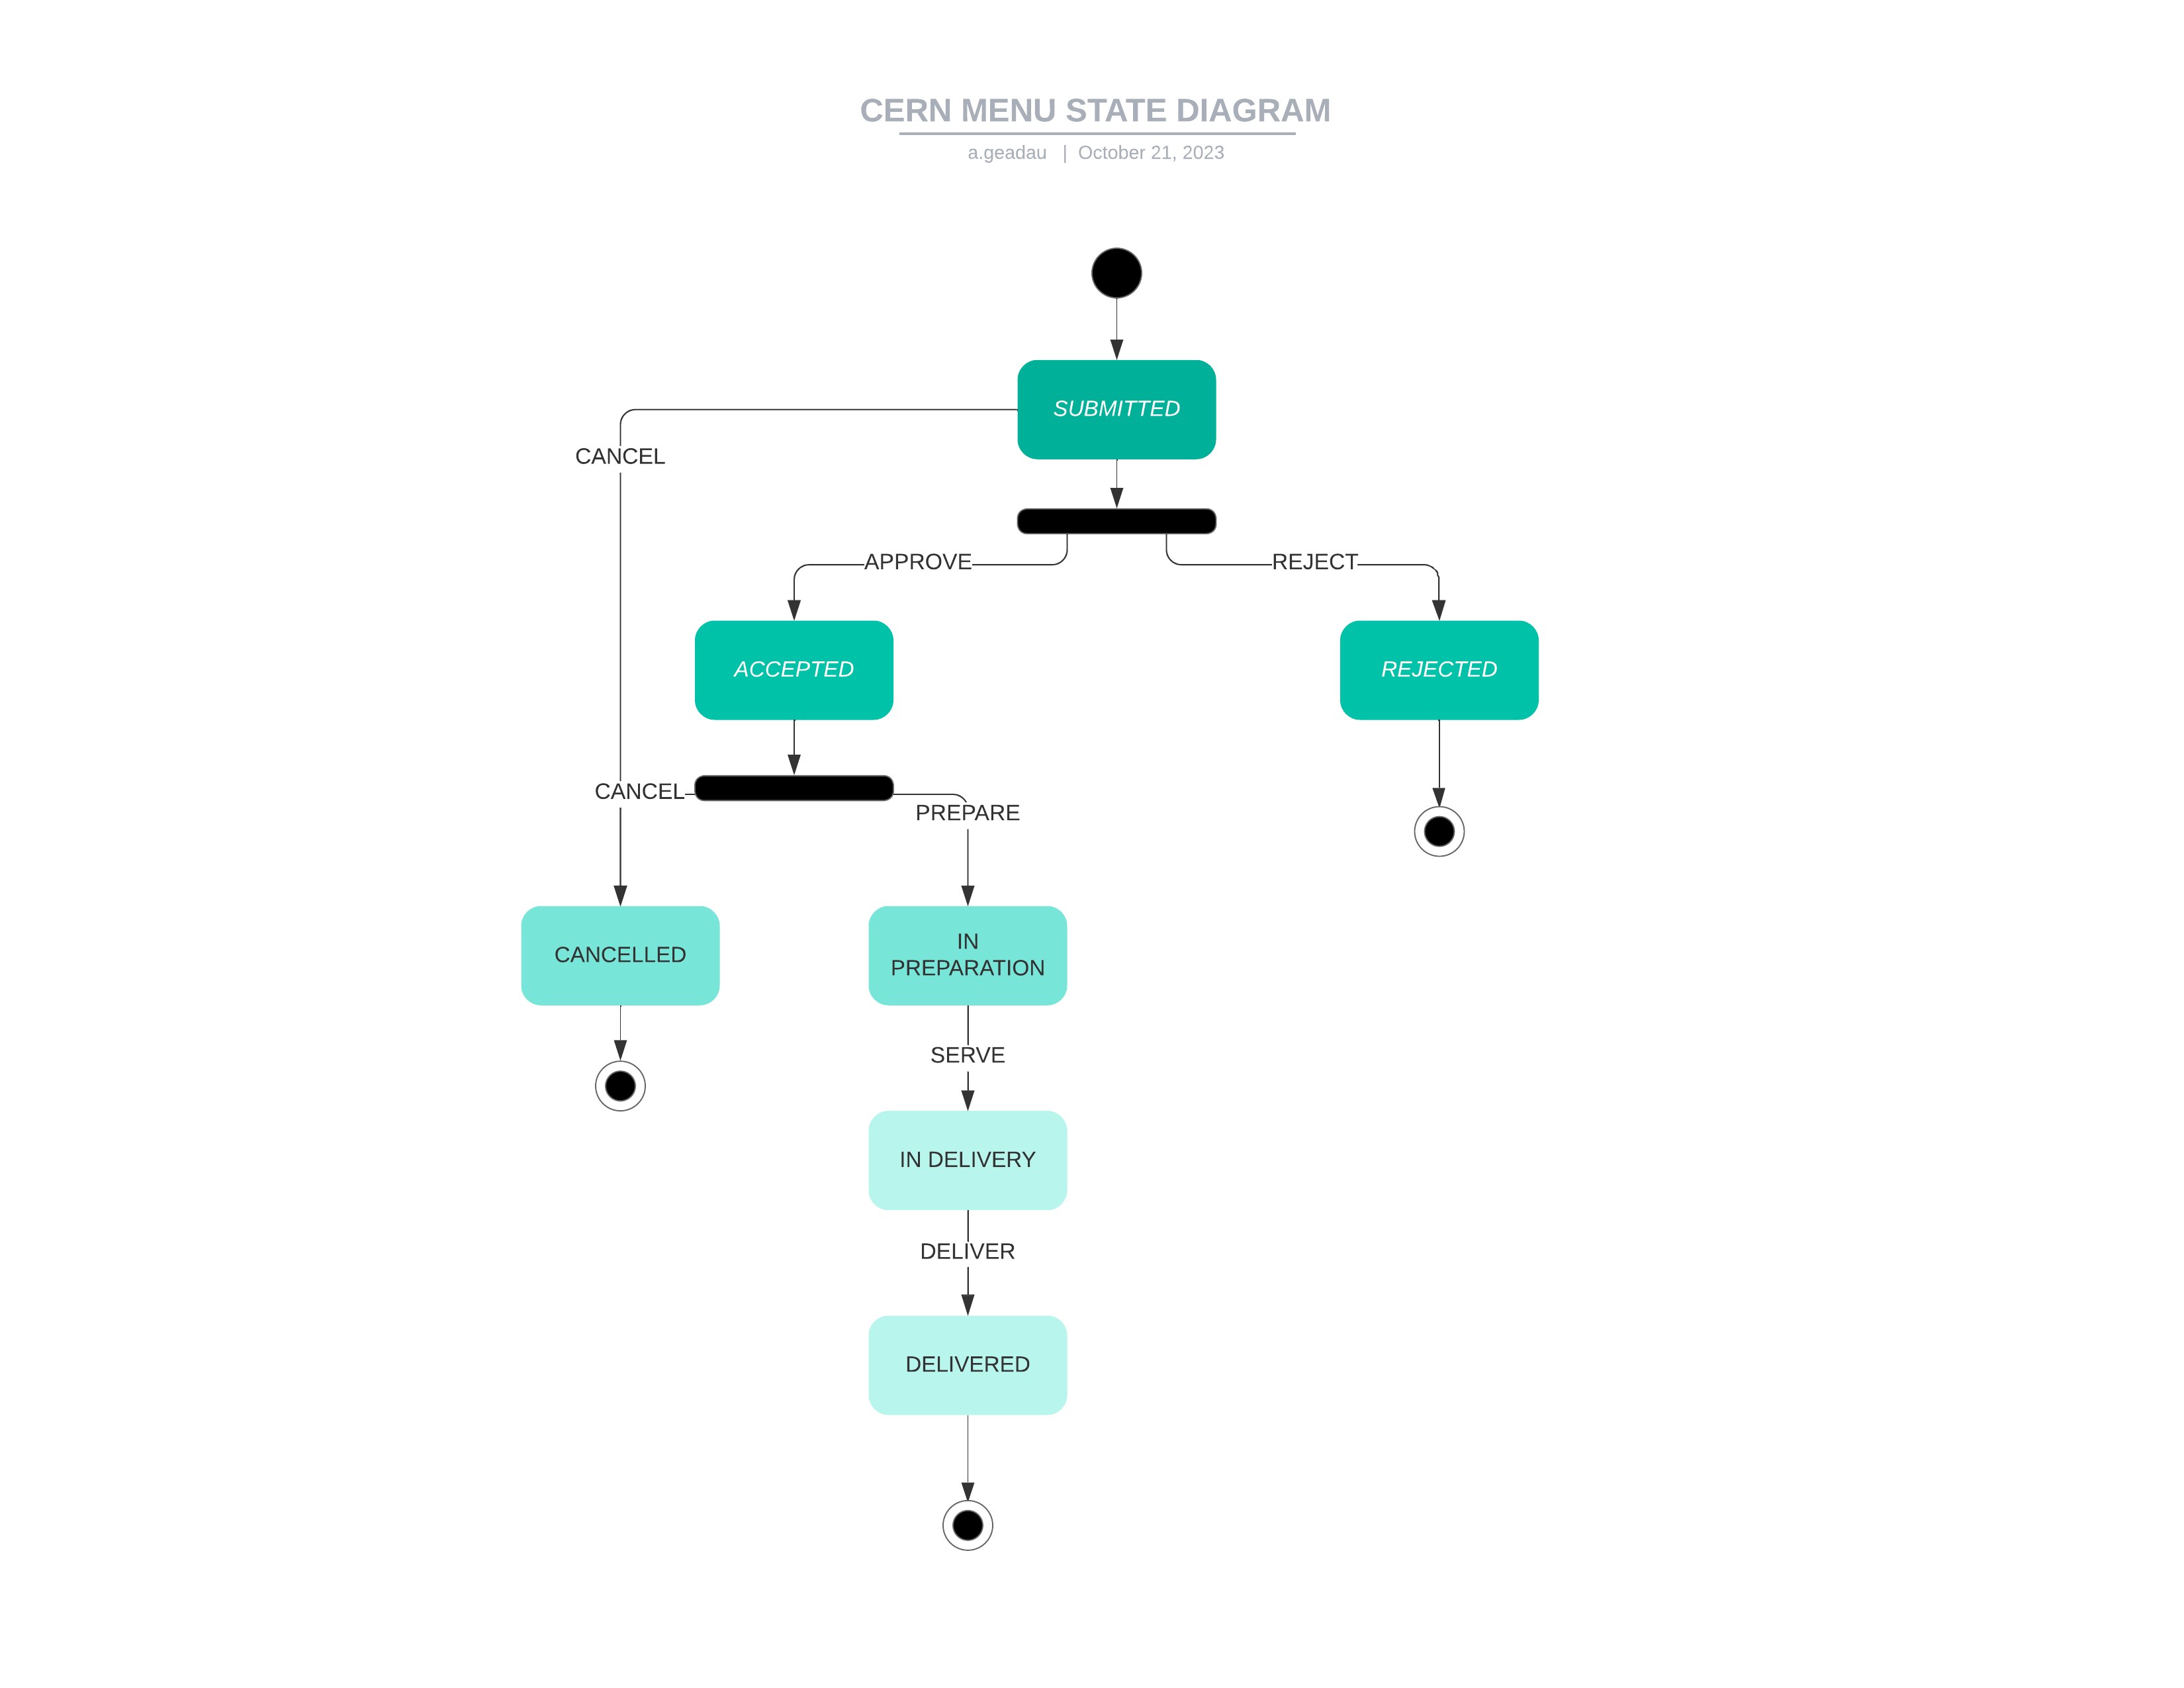 CERN MENU STATE DIAGRAM
a.geadau | October 21, 2023
SUBMITTED
CANCEL
APPROVE
REJECT
ACCEPTED
REJECTED
CANCEL
PREPARE
CANCELLED
IN
PREPARATION
SERVE
IN DELIVERY
DELIVER
DELIVERED